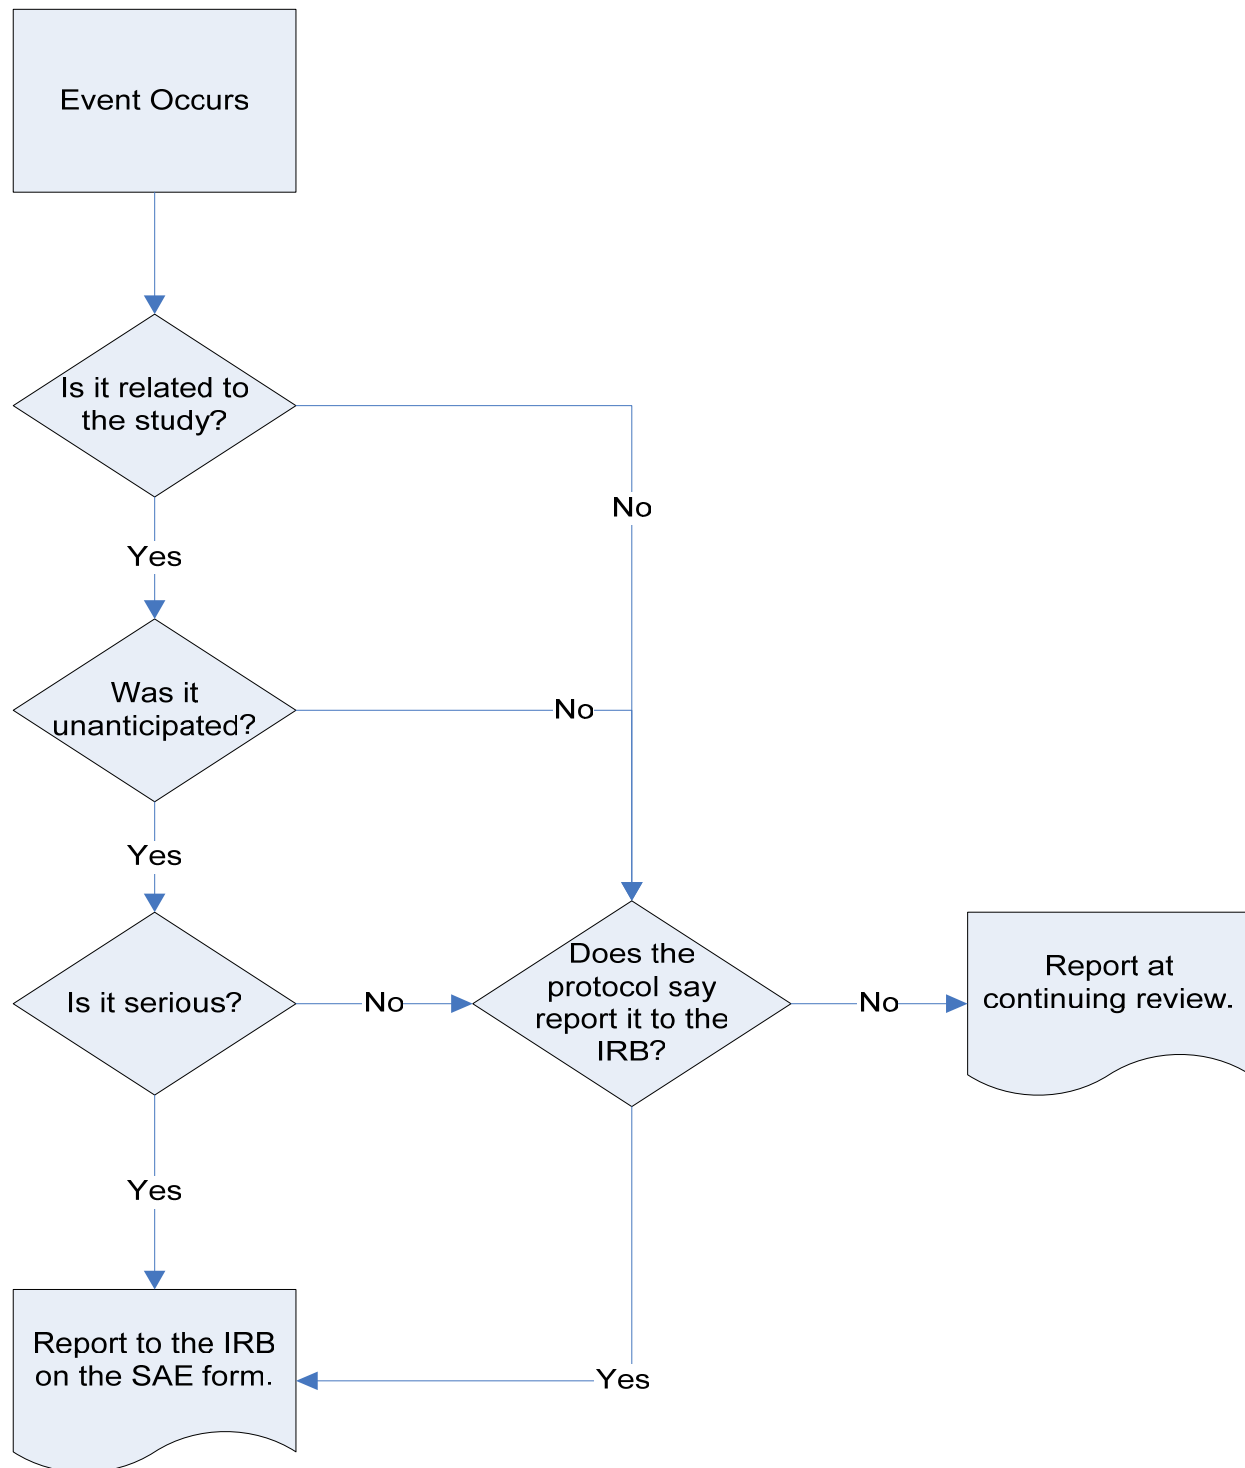 Event Occurs
Is it related to
the study?
No
Yes
Was it
unanticipated?
No
Yes
Is it serious?
No
Does the
protocol say
report it to the
IRB?
No
Report at
continuing review.
Yes
Report to the IRB
on the SAE form.
Yes